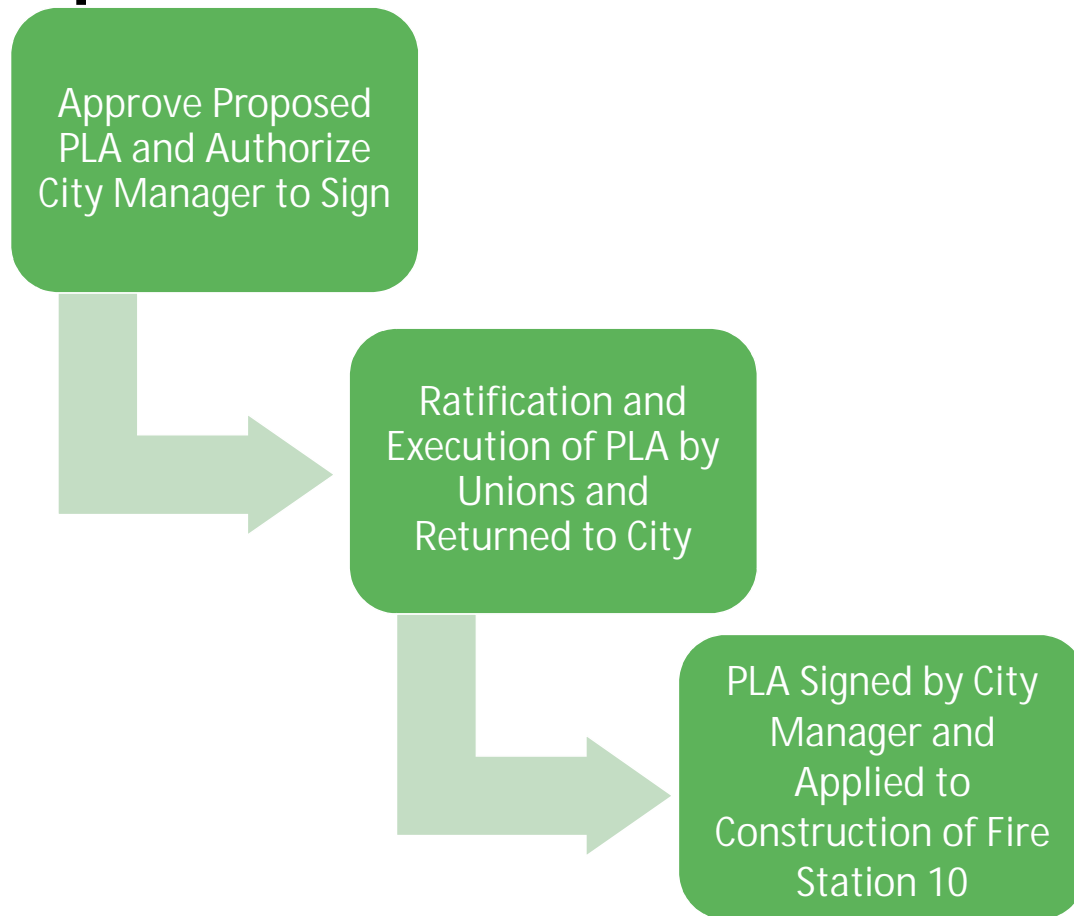 Approve Proposed
PLA and Authorize
City Manager to Sign
Ratification and
Execution of PLA by
Unions and
Returned to City
PLA Signed by City
Manager and
Applied to
Construction of Fire
Station 10